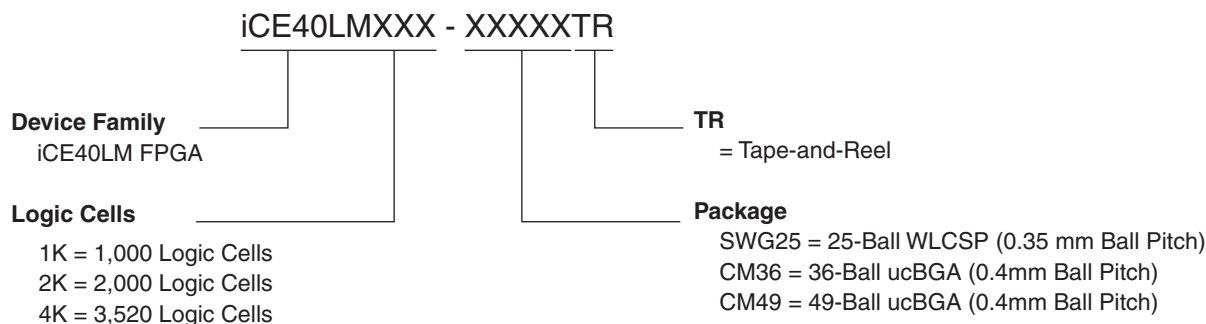 iCE40LMXXX - XXXXXTR
Device Family
iCE40LM FPGA
Logic Cells
1K = 1,000 Logic Cells
2K = 2,000 Logic Cells
4K = 3,520 Logic Cells
TR
= Tape-and-Reel
Package
SWG25 = 25-Ball WLCSP (0.35 mm Ball Pitch)
CM36 = 36-Ball ucBGA (0.4mm Ball Pitch)
CM49 = 49-Ball ucBGA (0.4mm Ball Pitch)